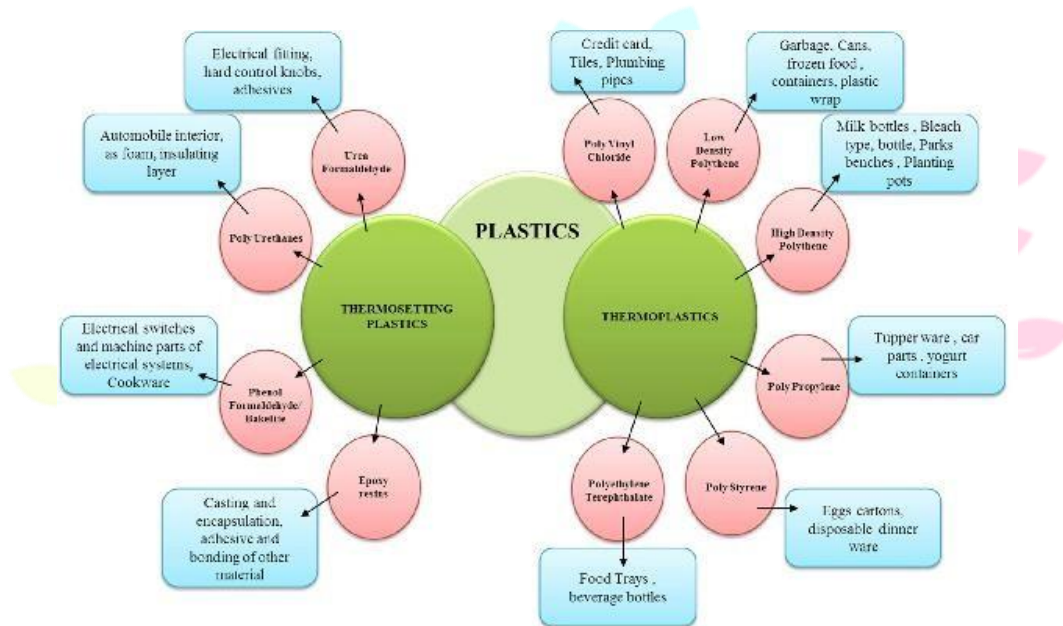 PLASTICS
THERMOSETTING
PLASTICS
Urea
Formaldehyde
Electrical fitting,
hard control knobs,
adhesives
Poly Urethanes
Automobile interior,
as foam, insulating
layer
Phenol
Formaldehyde/
Bakelite
Electrical switches
and machine parts of
electrical systems,
Cookware
Epoxy
resins
Casting and
encapsulation,
adhesive and
bonding of other
material
THERMOPLASTICS
Poly Vinyl
Chloride
Credit card,
Tiles, Plumbing
pipes
Low
Density
Polythene
Garbage, Cans,
frozen food ,
containers, plastic
wrap
High Density
Polythene
Milk bottles , Bleach
type, bottle, Parks
benches , Planting
pots
Poly Propylene
Tupper ware , car
parts , yogurt
containers
Poly Styrene
Eggs cartons,
disposable dinner
ware
Polyethylene
Terephthalate
Food Trays ,
beverage bottles